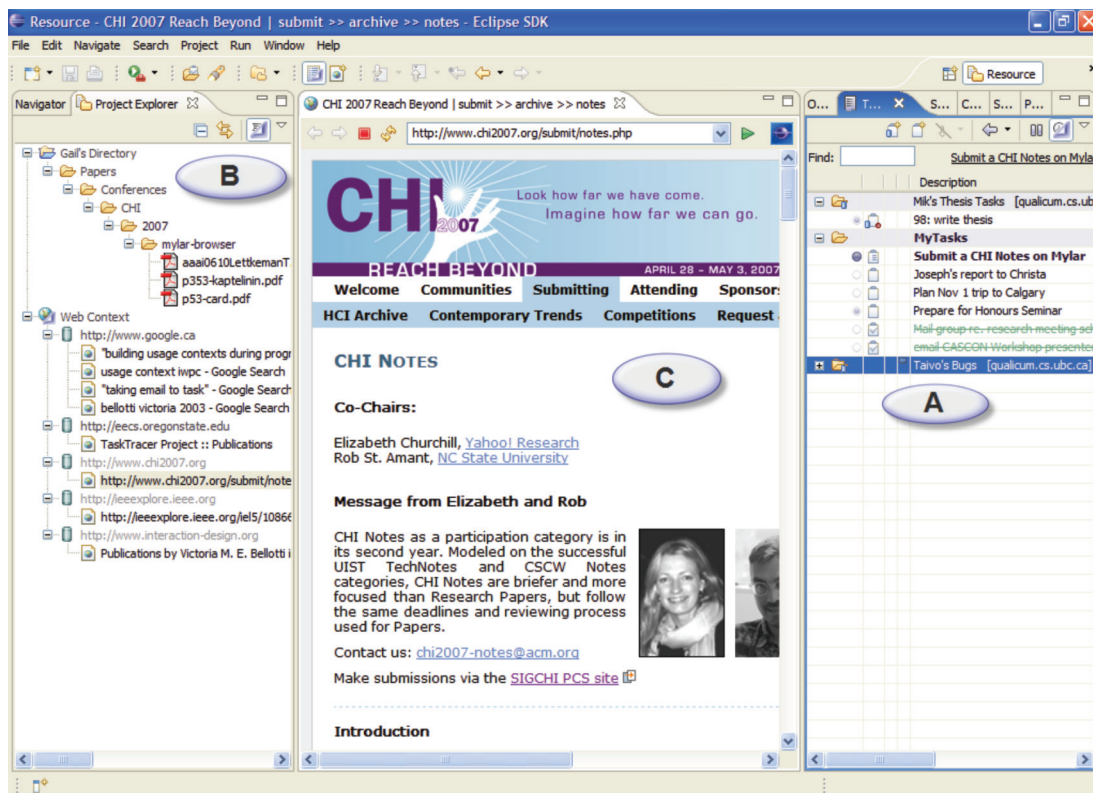 Resource - CHI 2007 Reach Beyond | submit >> archive >> notes - Eclipse SDK
File Edit Navigate Search Project Run Window Help
Resource
Navigator Project Explorer
B
Gail's Directory
Papers
Conferences
CHI
2007
mylar-browser
aaai0610LettkemanT
p353-kaptelinin.pdf
p53-card.pdf
Web Context
http://www.google.ca
"building usage contexts during progr
usage context iwpc - Google Search
"taking email to task" - Google Search
bellotti victoria 2003 - Google Search
http://eecs.oregonstate.edu
TaskTracer Project :: Publications
http://www.chi2007.org
http://www.chi2007.org/submit/note
http://ieeexplore.ieee.org
http://ieeexplore.ieee.org/iel5/1086
http://www.interaction-design.org
Publications by Victoria M. E. Bellotti i
CHI 2007 Reach Beyond | submit >> archive >> notes
http://www.chi2007.org/submit/notes.php
CHI 2007
Look how far we have come.
Imagine how far we can go.
REACH BEYOND APRIL 28 – MAY 3, 2007
Welcome Communities Submitting Attending Sponsor
HCI Archive Contemporary Trends Competitions Request
CHI NOTES
C
Co-Chairs:
Elizabeth Churchill, Yahoo! Research
Rob St. Amant, NC State University
Message from Elizabeth and Rob
CHI Notes as a participation category is in
its second year. Modeled on the successful
UIST TechNotes and CSCW Notes
categories, CHI Notes are briefer and more
focused than Research Papers, but follow
the same deadlines and reviewing process
used for Papers.
Contact us: chi2007-notes@acm.org
Make submissions via the SIGCHI PCS site
Introduction
O... T... S... C... S... P...
Find: Submit a CHI Notes on Myla
Description
Mik's Thesis Tasks [qualicum.cs.ub
98: write thesis
MyTasks
Submit a CHI Notes on Mylar
Joseph's report to Christa
Plan Nov 1 trip to Calgary
Prepare for Honours Seminar
Mail group re. research meeting sch
email CASCON Workshop presenter
Taivo's Bugs [qualicum.cs.ubc.ca]
A